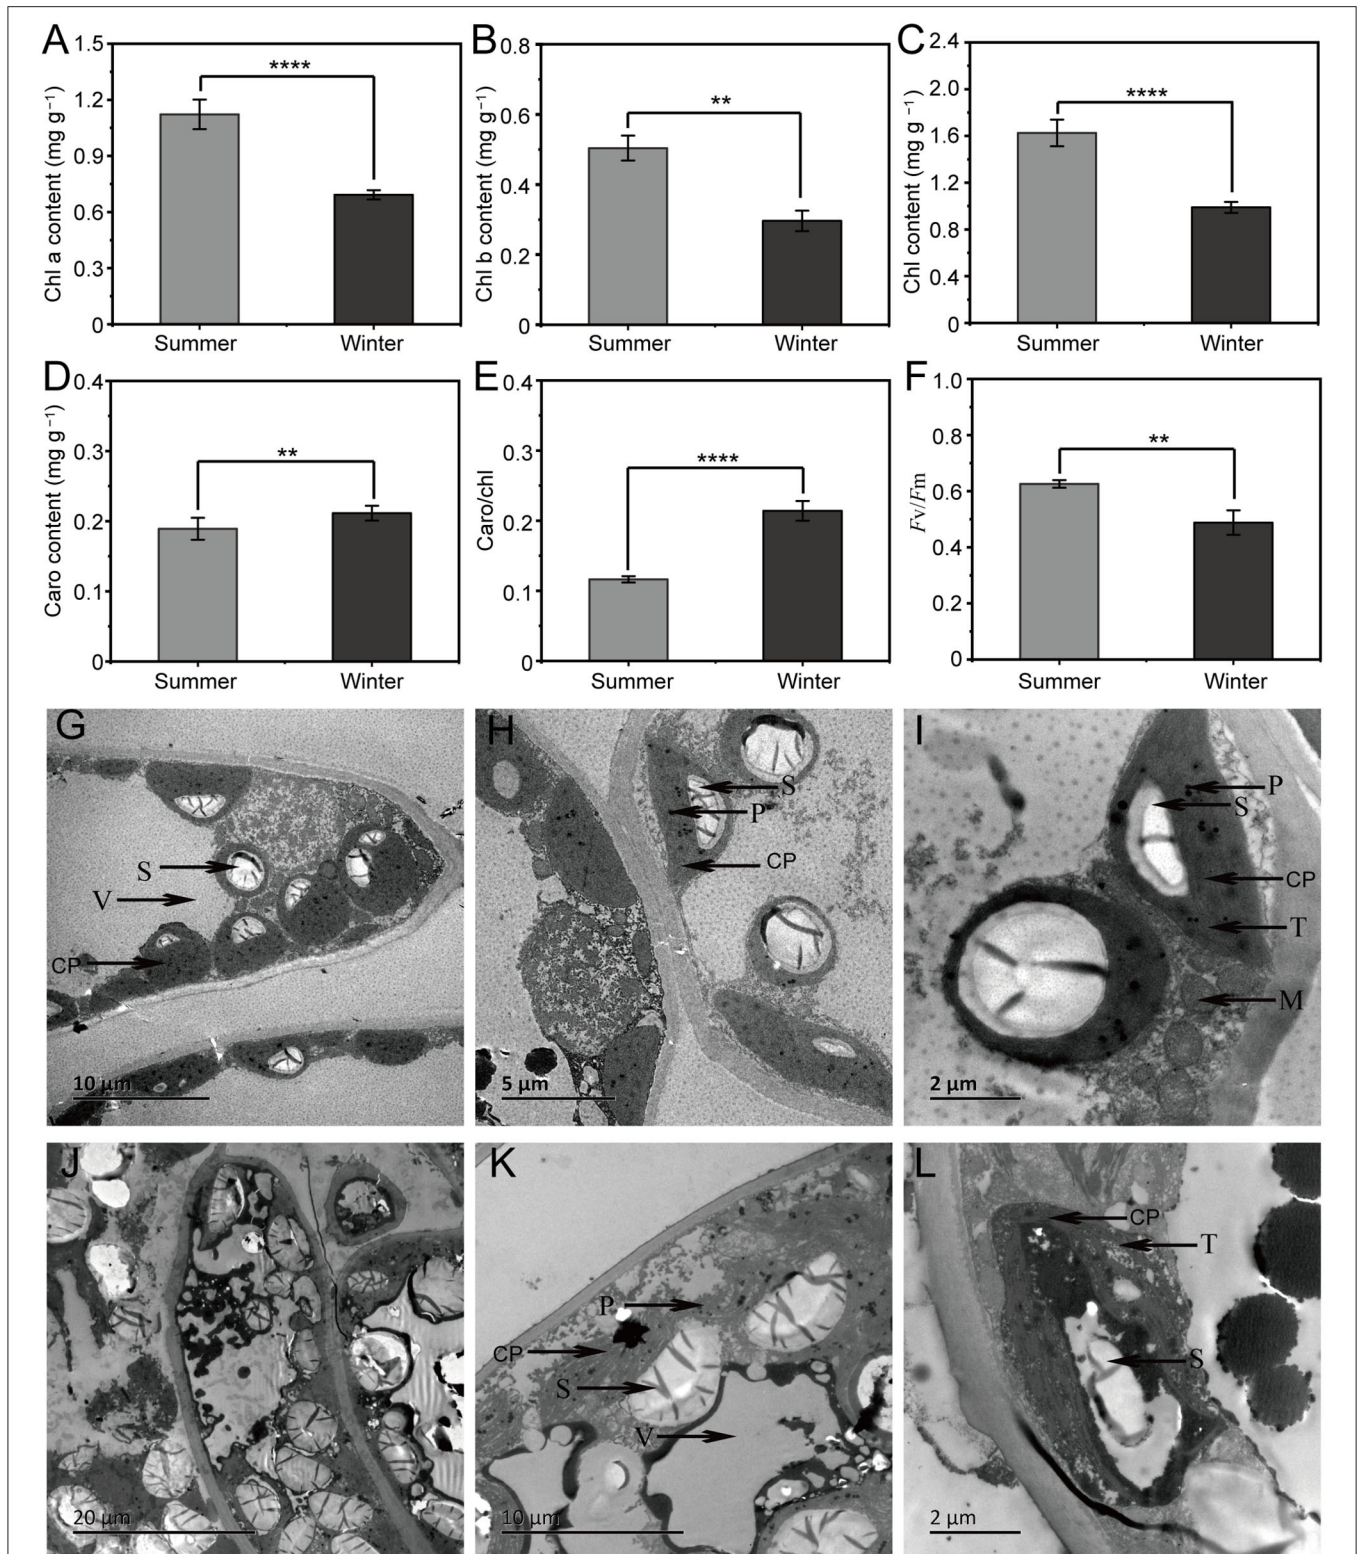 A
Chl a content (mg g⁻¹)
1.5
1.2
0.9
0.6
0.3
0
****
Summer Winter
B
Chl b content (mg g⁻¹)
0.8
0.6
0.4
0.2
0
**
Summer Winter
C
Chl content (mg g⁻¹)
2.4
2.0
1.6
1.2
0.8
0.4
0
****
Summer Winter
D
Caro content (mg g⁻¹)
0.4
0.3
0.2
0.1
0
**
Summer Winter
E
Caro/chl
0.4
0.3
0.2
0.1
0
****
Summer Winter
F
Fv/Fm
1.0
0.8
0.6
0.4
0.2
0
**
Summer Winter
G
S
V
CP
10 µm
H
S
P
CP
5 µm
I
P
S
CP
T
M
2 µm
J
20 µm
K
P
CP
S
V
10 µm
L
CP
T
S
2 µm